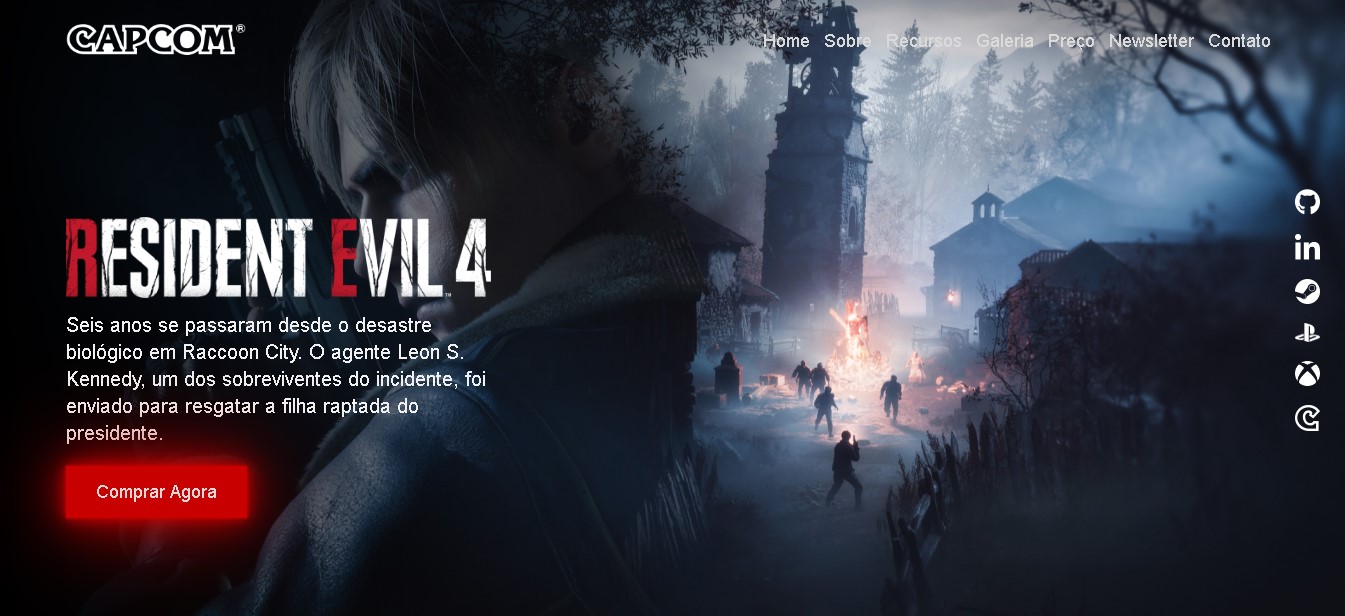 CAPCOM®
Home Sobre Recursos Galeria Preço Newsletter Contato
RESIDENT EVIL 4™
Seis anos se passaram desde o desastre
biológico em Raccoon City. O agente Leon S.
Kennedy, um dos sobreviventes do incidente, foi
enviado para resgatar a filha raptada do
presidente.
Comprar Agora
in